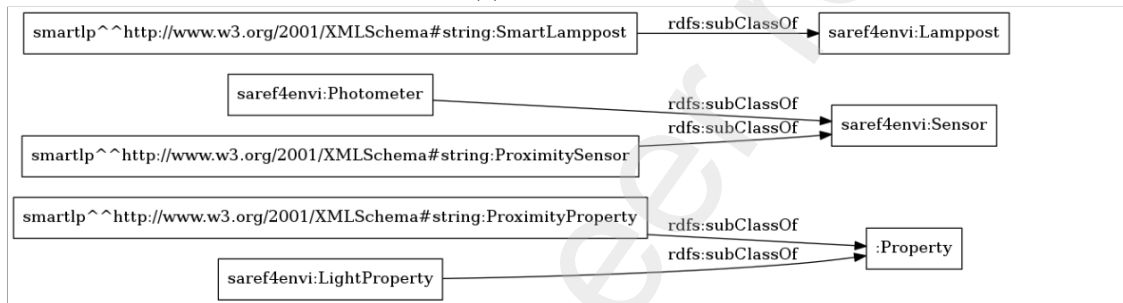 smartlp^^http://www.w3.org/2001/XMLSchema#string:SmartLamppost rdfs:subClassOf saref4envi:Lamppost
saref4envi:Photometer rdfs:subClassOf
saref4envi:Sensor
rdfs:subClassOf
smartlp^^http://www.w3.org/2001/XMLSchema#string:ProximitySensor
smartlp^^http://www.w3.org/2001/XMLSchema#string:ProximityProperty
rdfs:subClassOf
:Property
rdfs:subClassOf
saref4envi:LightProperty